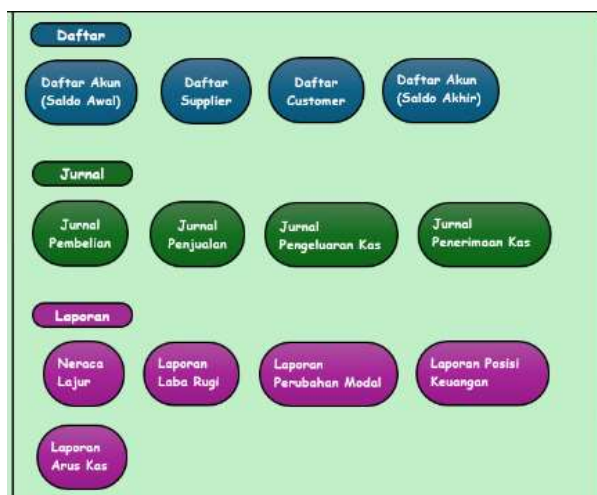 Daftar
Daftar Akun
(Saldo Awal)
Daftar
Supplier
Daftar
Customer
Daftar Akun
(Saldo Akhir)
Jurnal
Jurnal
Pembelian
Jurnal
Penjualan
Jurnal
Pengeluaran Kas
Jurnal
Penerimaan Kas
Laporan
Neraca
Lajur
Laporan
Laba Rugi
Laporan
Perubahan Modal
Laporan Posisi
Keuangan
Laporan
Arus Kas